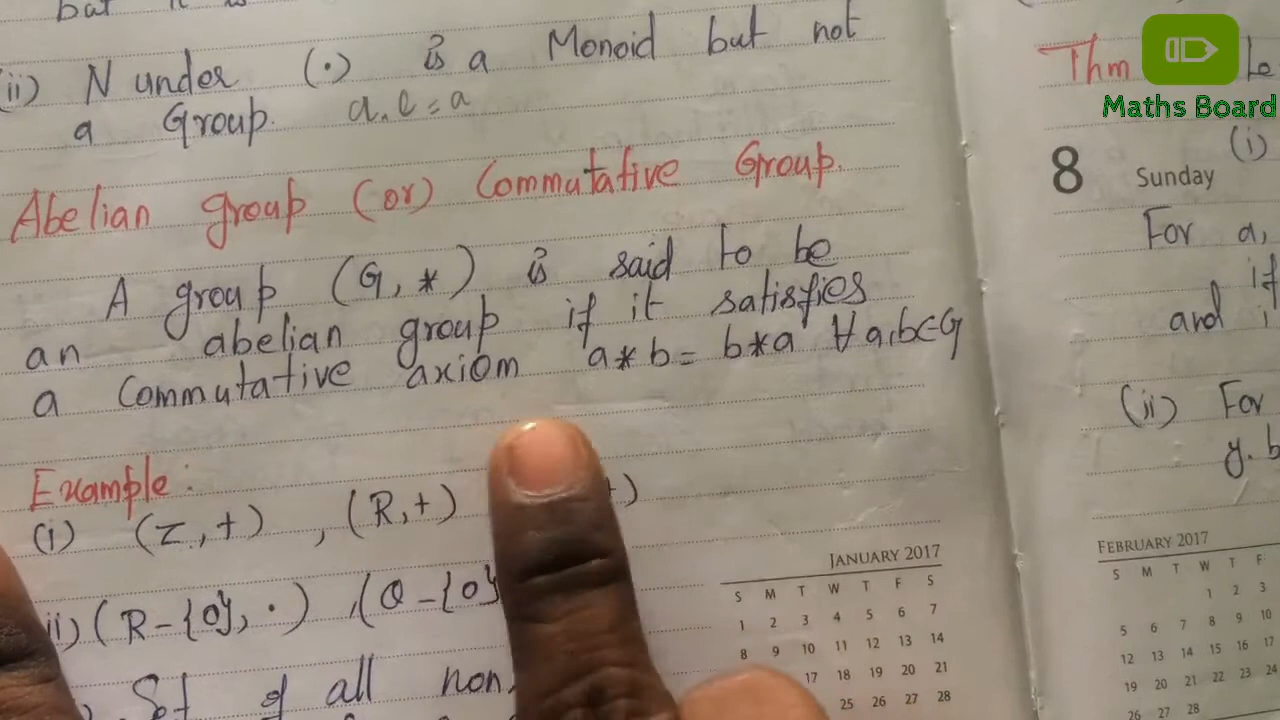 but it is
(ii) N under (·) is a Monoid but not
a Group. a.e = a
Abelian group (or) Commutative Group.
A group (G, *) is said to be
an abelian group if it satisfies
a commutative axiom a*b = b*a ∀ a,b∈G
Example:
(i) (Z,+) , (R,+) +)
ii) (R-{0}, ·) ,(Q-{0}
Set of all non
JANUARY 2017
S M T W T F S
1 2 3 4 5 6 7
8 9 10 11 12 13 14
17 18 19 20 21
25 26 27 28
Thm
Maths Board
(i)
8 Sunday
For a,
if
and i
(ii) For
y. b
FEBRUARY 2017
S M T W T F
1 2 3
5 6 7 8 9 10
12 13 14 15 16 17
19 20 21 22 23 24
26 27 28